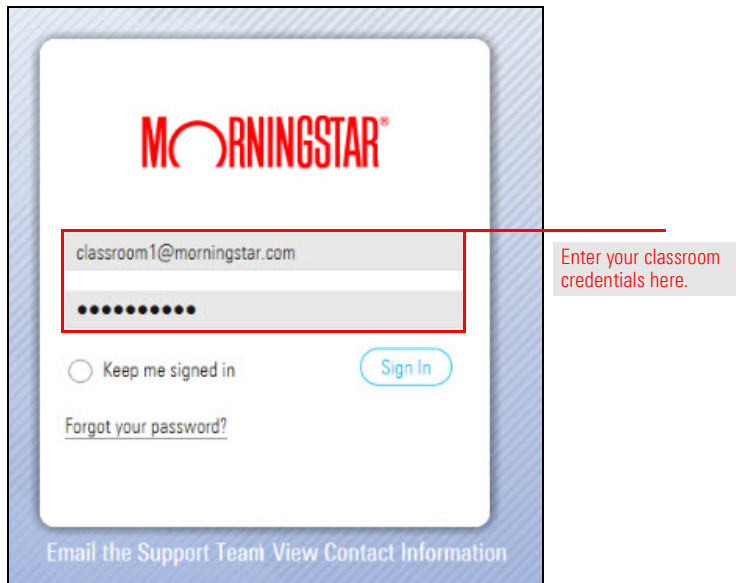 MORNINGSTAR®
classroom1@morningstar.com
Enter your classroom
credentials here.
●●●●●●●●●●
Keep me signed in
Sign In
Forgot your password?
Email the Support Team View Contact Information